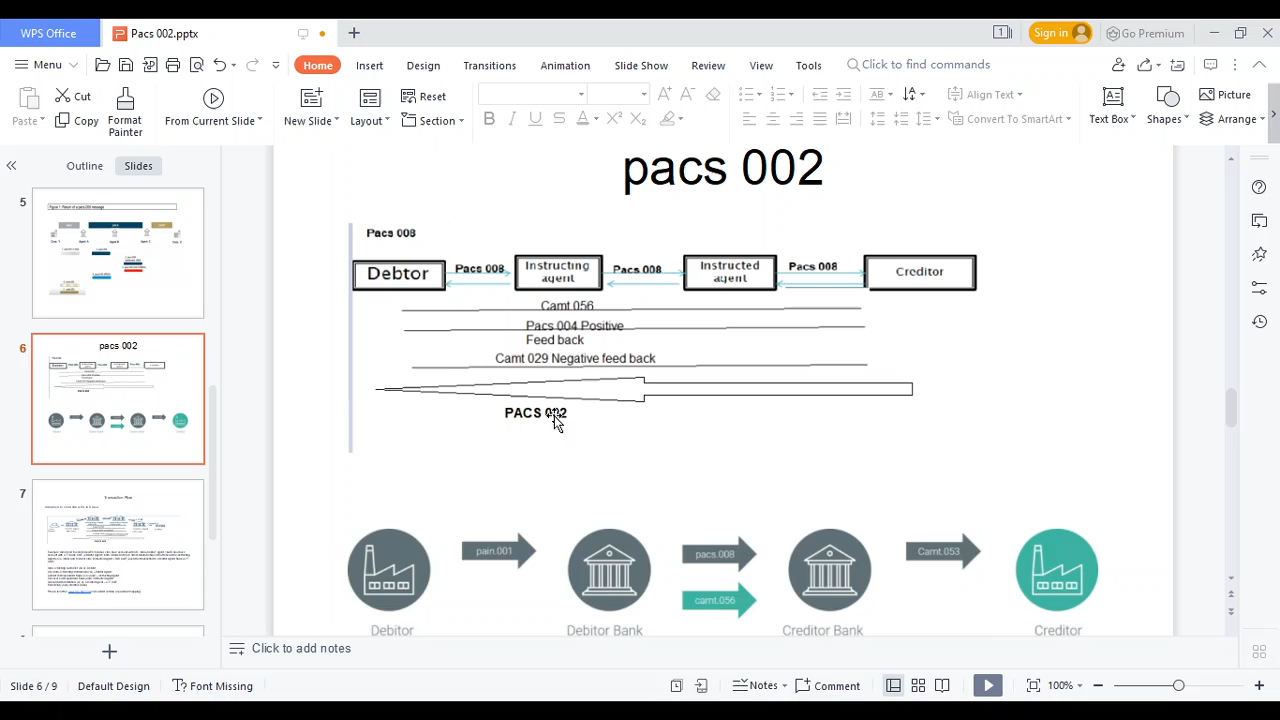 WPS Office
Pacs 002.pptx
Sign in
Go Premium
Menu
Home
Insert
Design
Transitions
Animation
Slide Show
Review
View
Tools
Click to find commands
Paste
Cut
Copy
Format Painter
From Current Slide
New Slide
Layout
Reset
Section
Align Text
Convert To SmartArt
Text Box
Shapes
Picture
Arrange
Outline
Slides
5
6
pacs 002
7
Transaction Flow
pacs 002
Pacs 008
Debtor
Pacs 008
Instructing agent
Pacs 008
Instructed agent
Pacs 008
Creditor
Camt 056
Pacs 004 Positive
Feed back
Camt 029 Negative feed back
PACS 002
pain.001
pacs.008
camt.056
Camt.053
Debitor
Debitor Bank
Creditor Bank
Creditor
Click to add notes
Slide 6 / 9
Default Design
Font Missing
Notes
Comment
100%